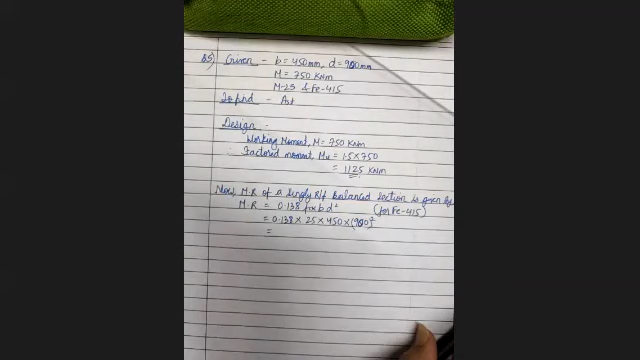 Q5) Given - b = 450mm, d = 900mm
M = 750 KNm
M-25 & Fe-415
To find - Ast
Design -
Working Moment, M = 750 KNm
∴ Factored moment, Mu = 1.5 x 750
= 1125 KNm
Now, M.R of a Singly R/f balanced section is given by
M.R = 0.138 fck b d² (for Fe-415)
= 0.138 x 25 x 450 x (900)²
=